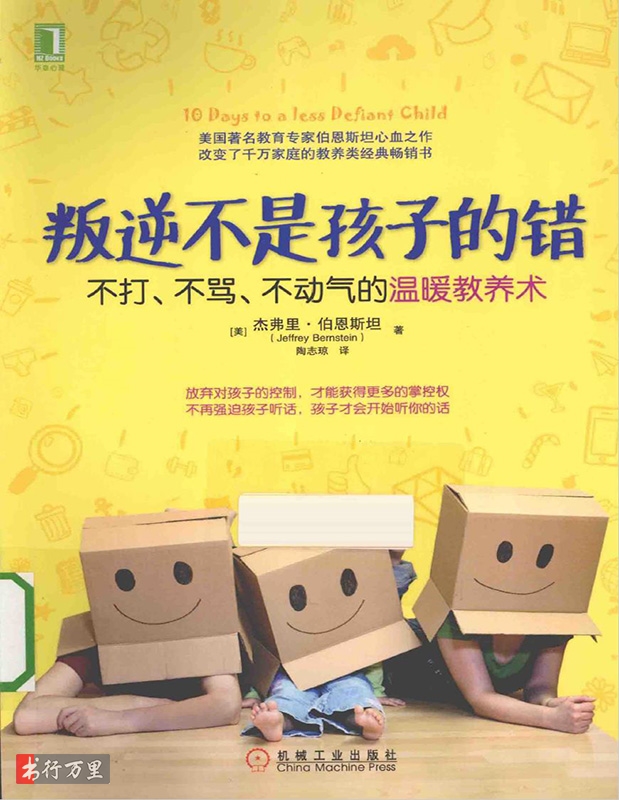 HZ Books
华章心理
10 Days to a less Defiant Child
美国著名教育专家伯恩斯坦心血之作
改变了千万家庭的教养类经典畅销书
叛逆不是孩子的错
不打、不骂、不动气的温暖教养术
[美] 杰弗里·伯恩斯坦 著
(Jeffrey Bernstein)
陶志琼 译
放弃对孩子的控制,才能获得更多的掌控权
不再强迫孩子听话,孩子才会开始听你的话
机械工业出版社
China Machine Press
书行万里